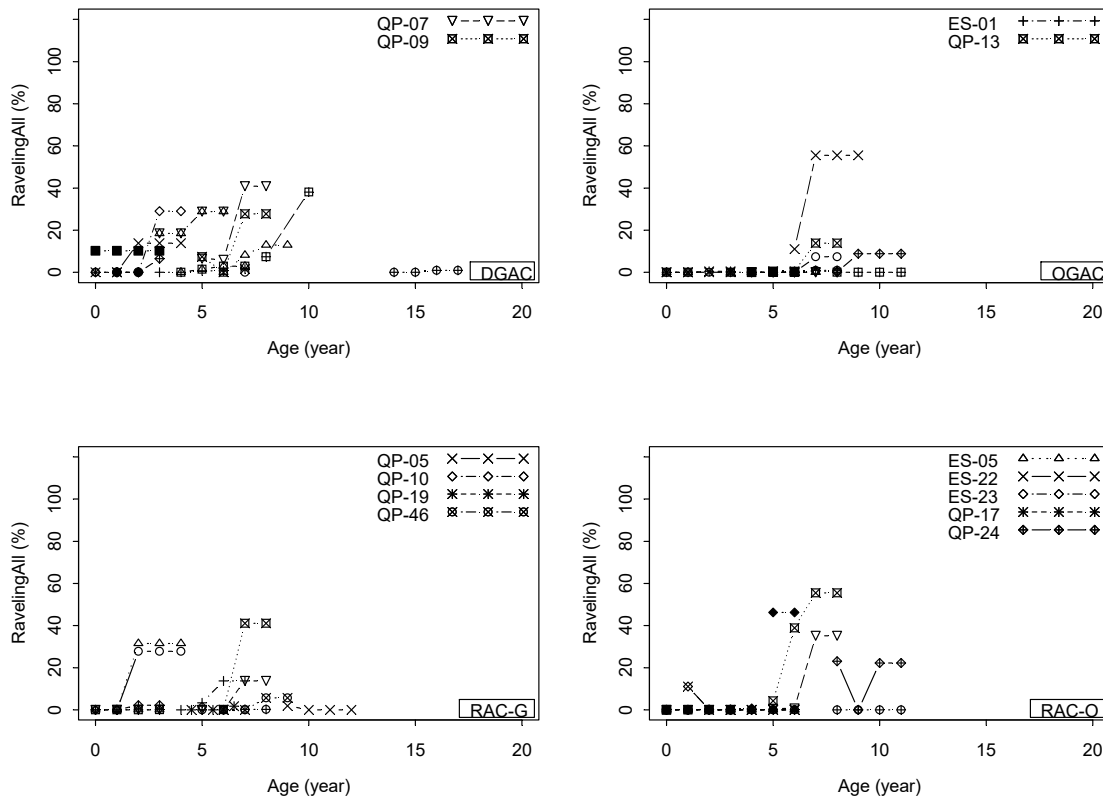 QP-07
QP-09
RavelingAll (%)
0 20 40 60 80 100 120
DGAC
0 5 10 15 20
Age (year)
ES-01
QP-13
RavelingAll (%)
0 20 40 60 80 100 120
OGAC
0 5 10 15 20
Age (year)
QP-05
QP-10
QP-19
QP-46
RavelingAll (%)
0 20 40 60 80 100 120
RAC-G
0 5 10 15 20
Age (year)
ES-05
ES-22
ES-23
QP-17
QP-24
RavelingAll (%)
0 20 40 60 80 100 120
RAC-O
0 5 10 15 20
Age (year)